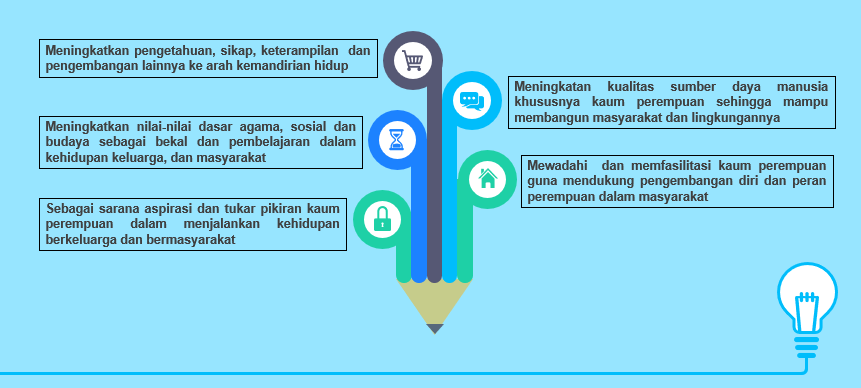 Meningkatkan pengetahuan, sikap, keterampilan dan
pengembangan lainnya ke arah kemandirian hidup
Meningkatan kualitas sumber daya manusia
khususnya kaum perempuan sehingga mampu
membangun masyarakat dan lingkungannya
Meningkatkan nilai-nilai dasar agama, sosial dan
budaya sebagai bekal dan pembelajaran dalam
kehidupan keluarga, dan masyarakat
Mewadahi dan memfasilitasi kaum perempuan
guna mendukung pengembangan diri dan peran
perempuan dalam masyarakat
Sebagai sarana aspirasi dan tukar pikiran kaum
perempuan dalam menjalankan kehidupan
berkeluarga dan bermasyarakat